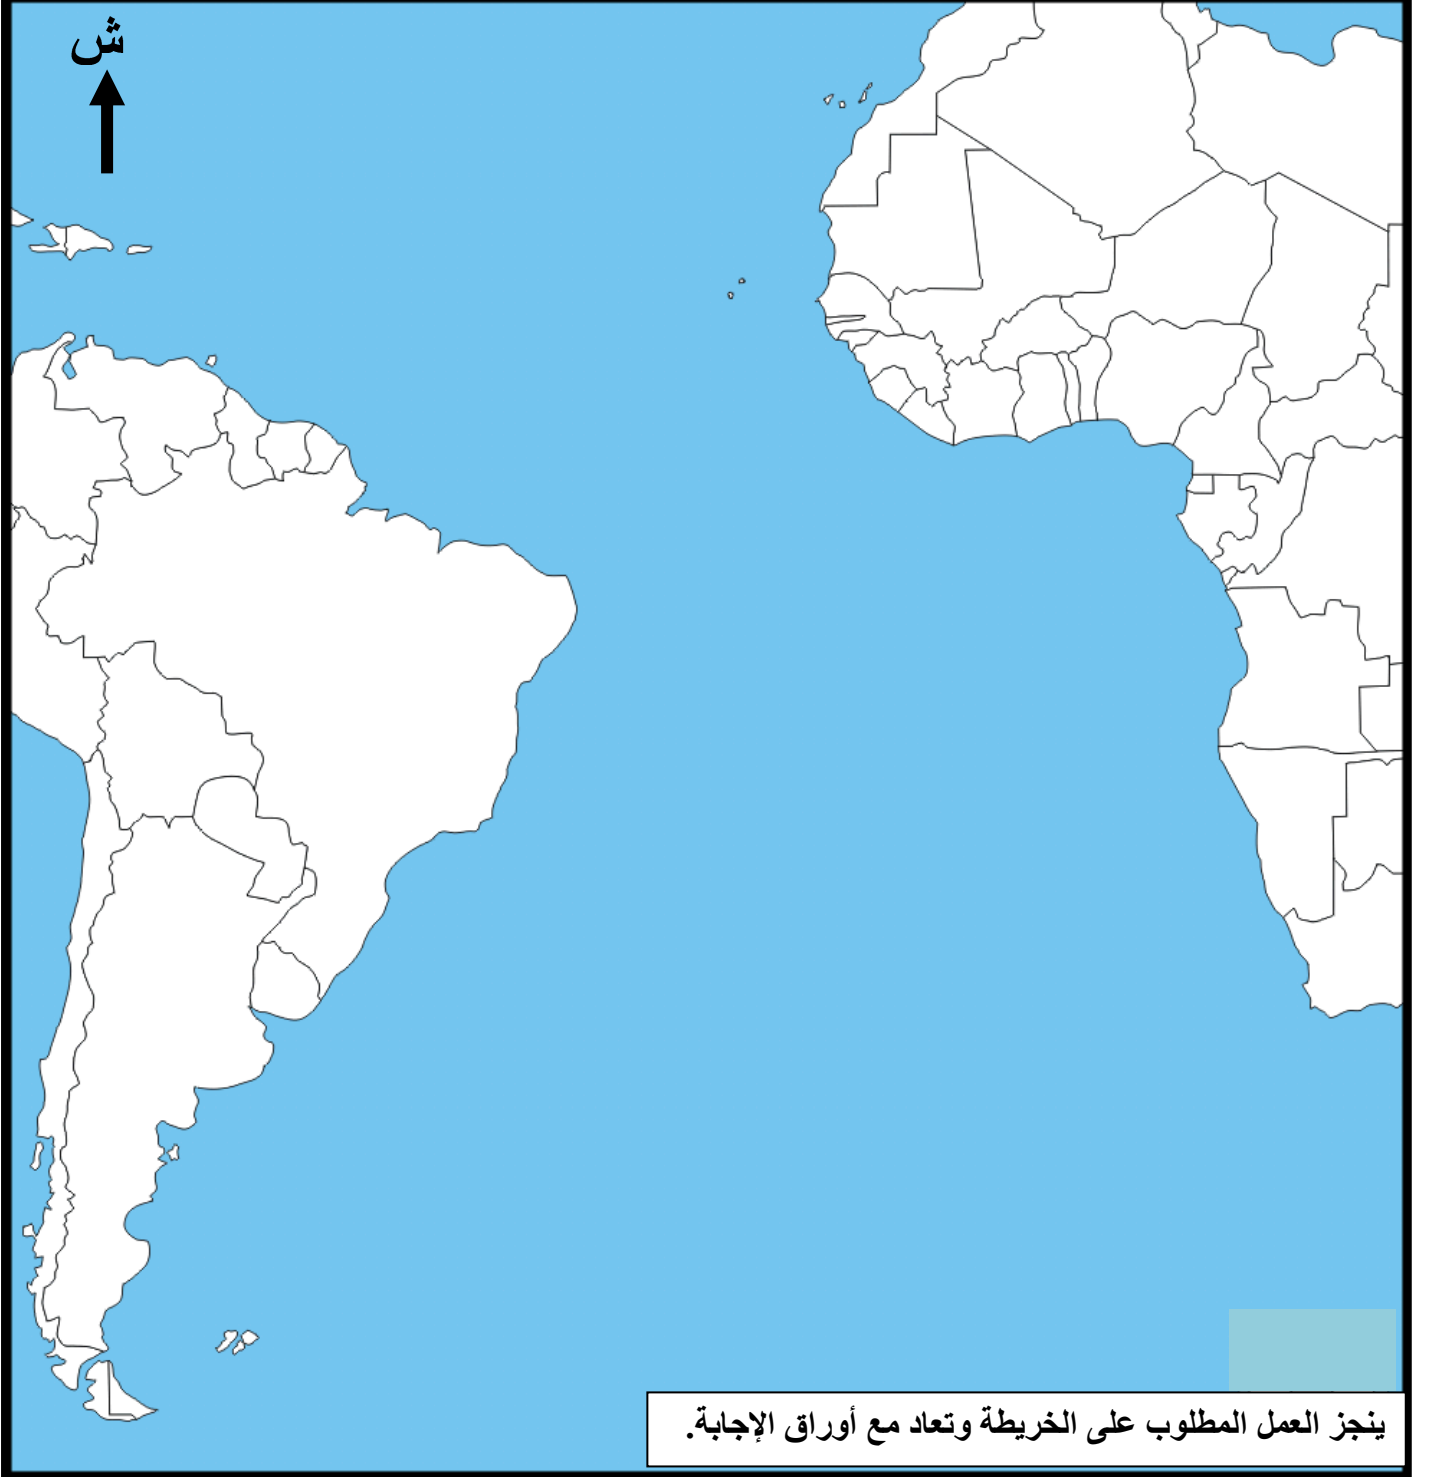 ش
ينجز العمل المطلوب على الخريطة وتعاد مع أوراق الإجابة.